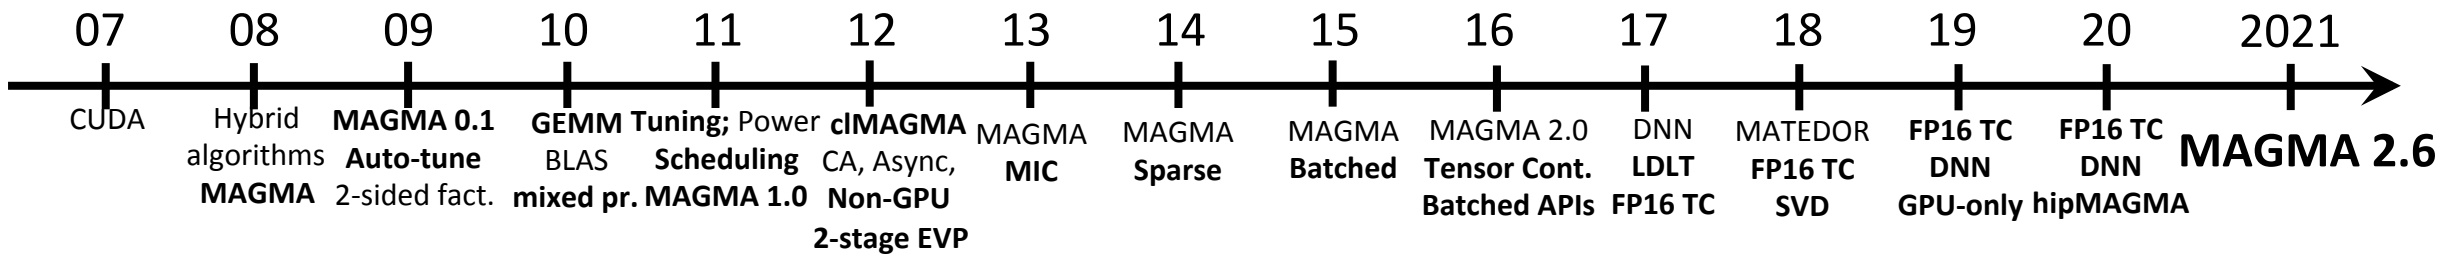 07 08 09 10 11 12 13 14 15 16 17 18 19 20 2021
CUDA
Hybrid
algorithms
MAGMA
MAGMA 0.1
Auto-tune
2-sided fact.
GEMM
BLAS
mixed pr.
Tuning; Power
Scheduling
MAGMA 1.0
clMAGMA
CA, Async,
Non-GPU
2-stage EVP
MAGMA
MIC
MAGMA
Sparse
MAGMA
Batched
MAGMA 2.0
Tensor Cont.
Batched APIs
DNN
LDLT
FP16 TC
MATEDOR
FP16 TC
SVD
FP16 TC
DNN
GPU-only
FP16 TC
DNN
hipMAGMA
MAGMA 2.6